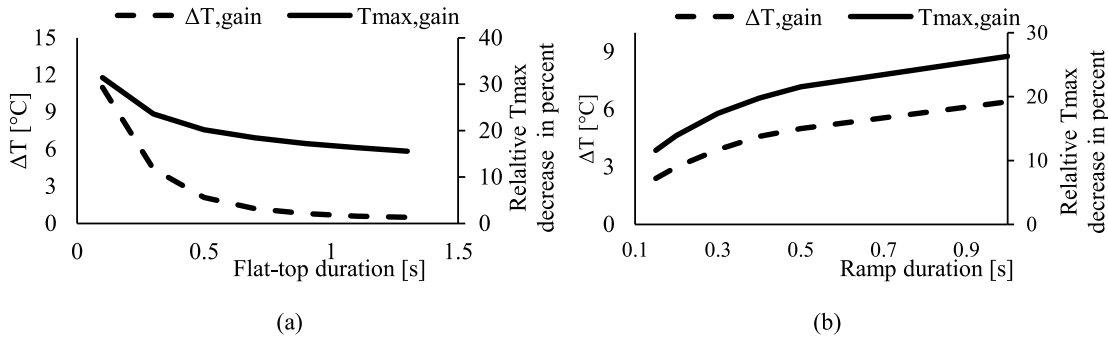 ΔT,gain Tmax,gain
15
12
9
6
3
0
ΔT [°C]
40
30
20
10
0
Relaltive Tmax
decrease in percent
0 0.5 1 1.5
Flat-top duration [s]
(a)
ΔT,gain Tmax,gain
9
6
3
0
ΔT [°C]
30
20
10
0
Relaltive Tmax
decrease in percent
0.1 0.3 0.5 0.7 0.9
Ramp duration [s]
(b)